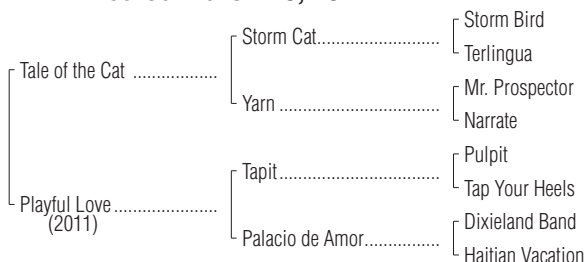 Storm Bird
Storm Cat
Terlingua
Tale of the Cat
Mr. Prospector
Yarn
Narrate
Pulpit
Tapit
Tap Your Heels
Playful Love
(2011)
Dixieland Band
Palacio de Amor
Haitian Vacation